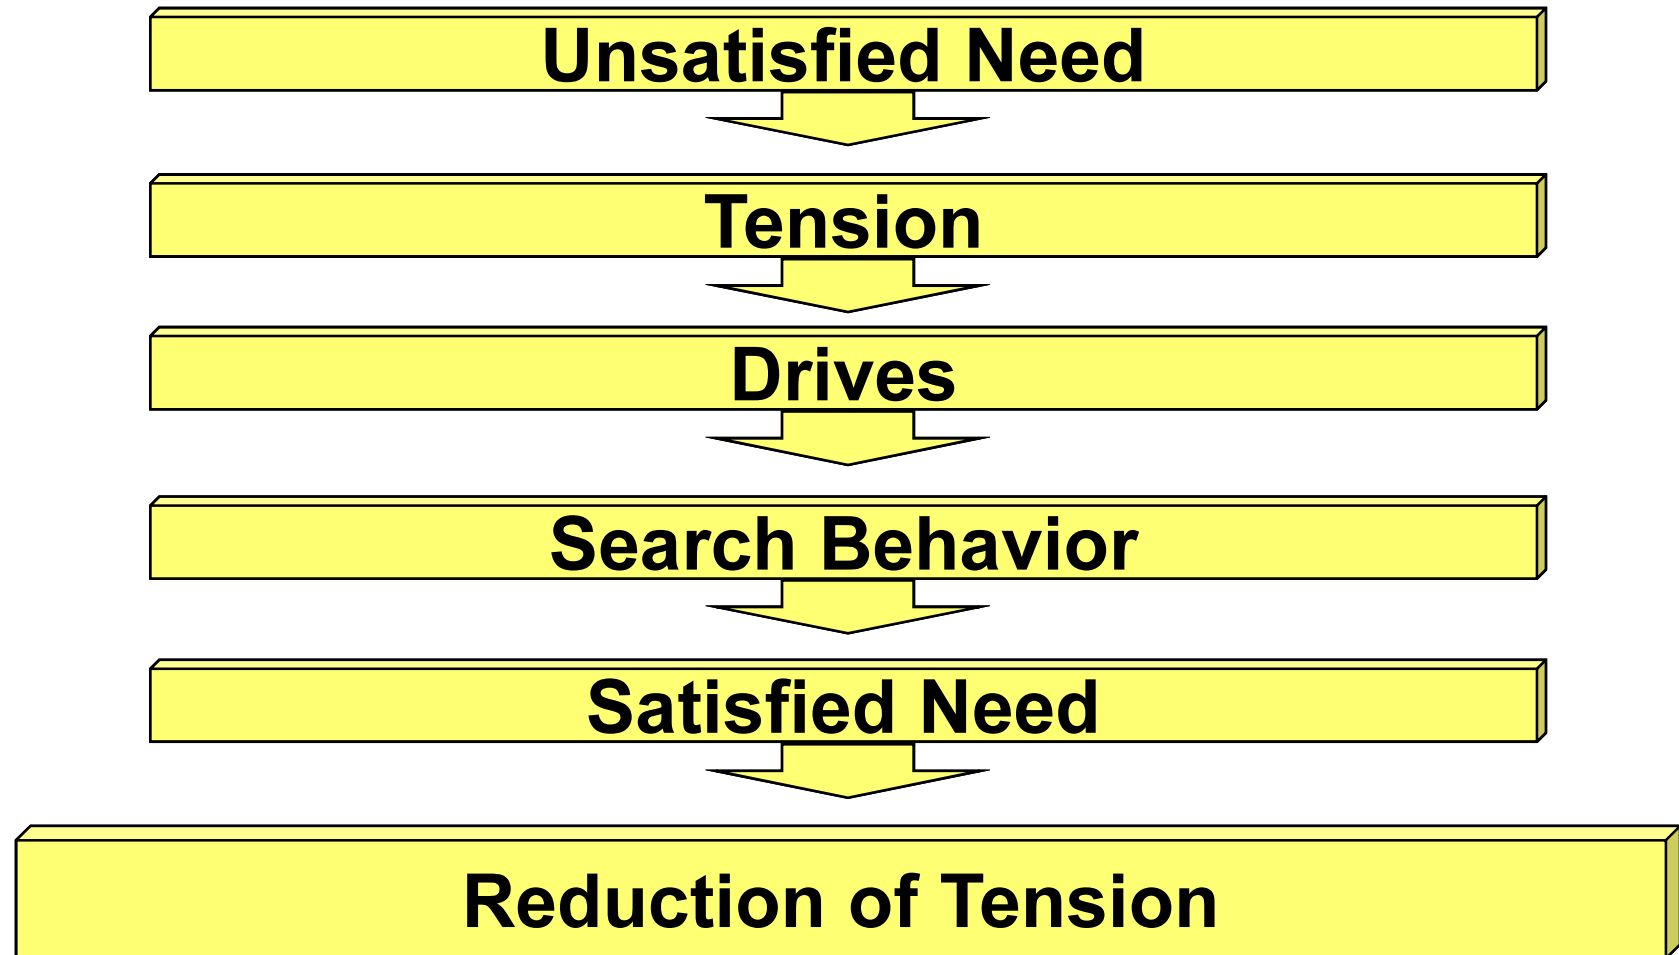 Unsatisfied Need
Tension
Drives
Search Behavior
Satisfied Need
Reduction of Tension